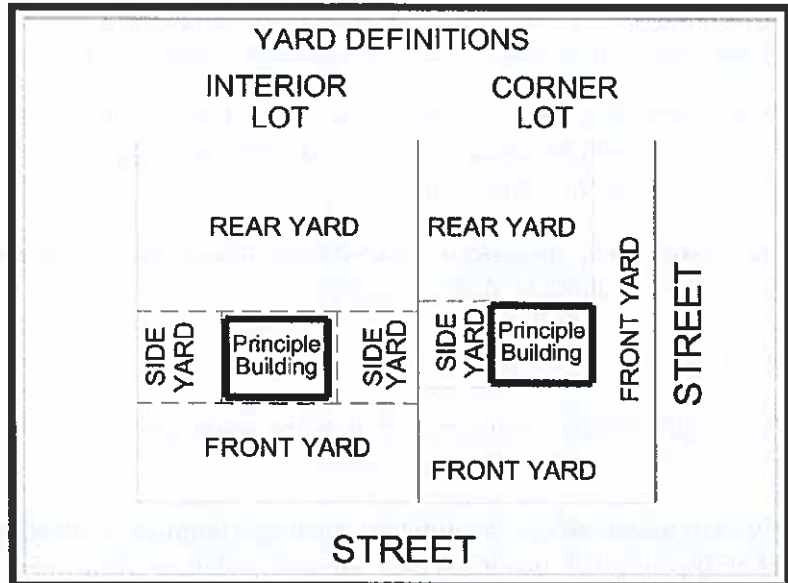 YARD DEFINITIONS
INTERIOR
LOT
CORNER
LOT
REAR YARD
REAR YARD
SIDE
YARD
Principle
Building
SIDE
YARD
SIDE
YARD
Principle
Building
FRONT YARD
STREET
FRONT YARD
FRONT YARD
STREET